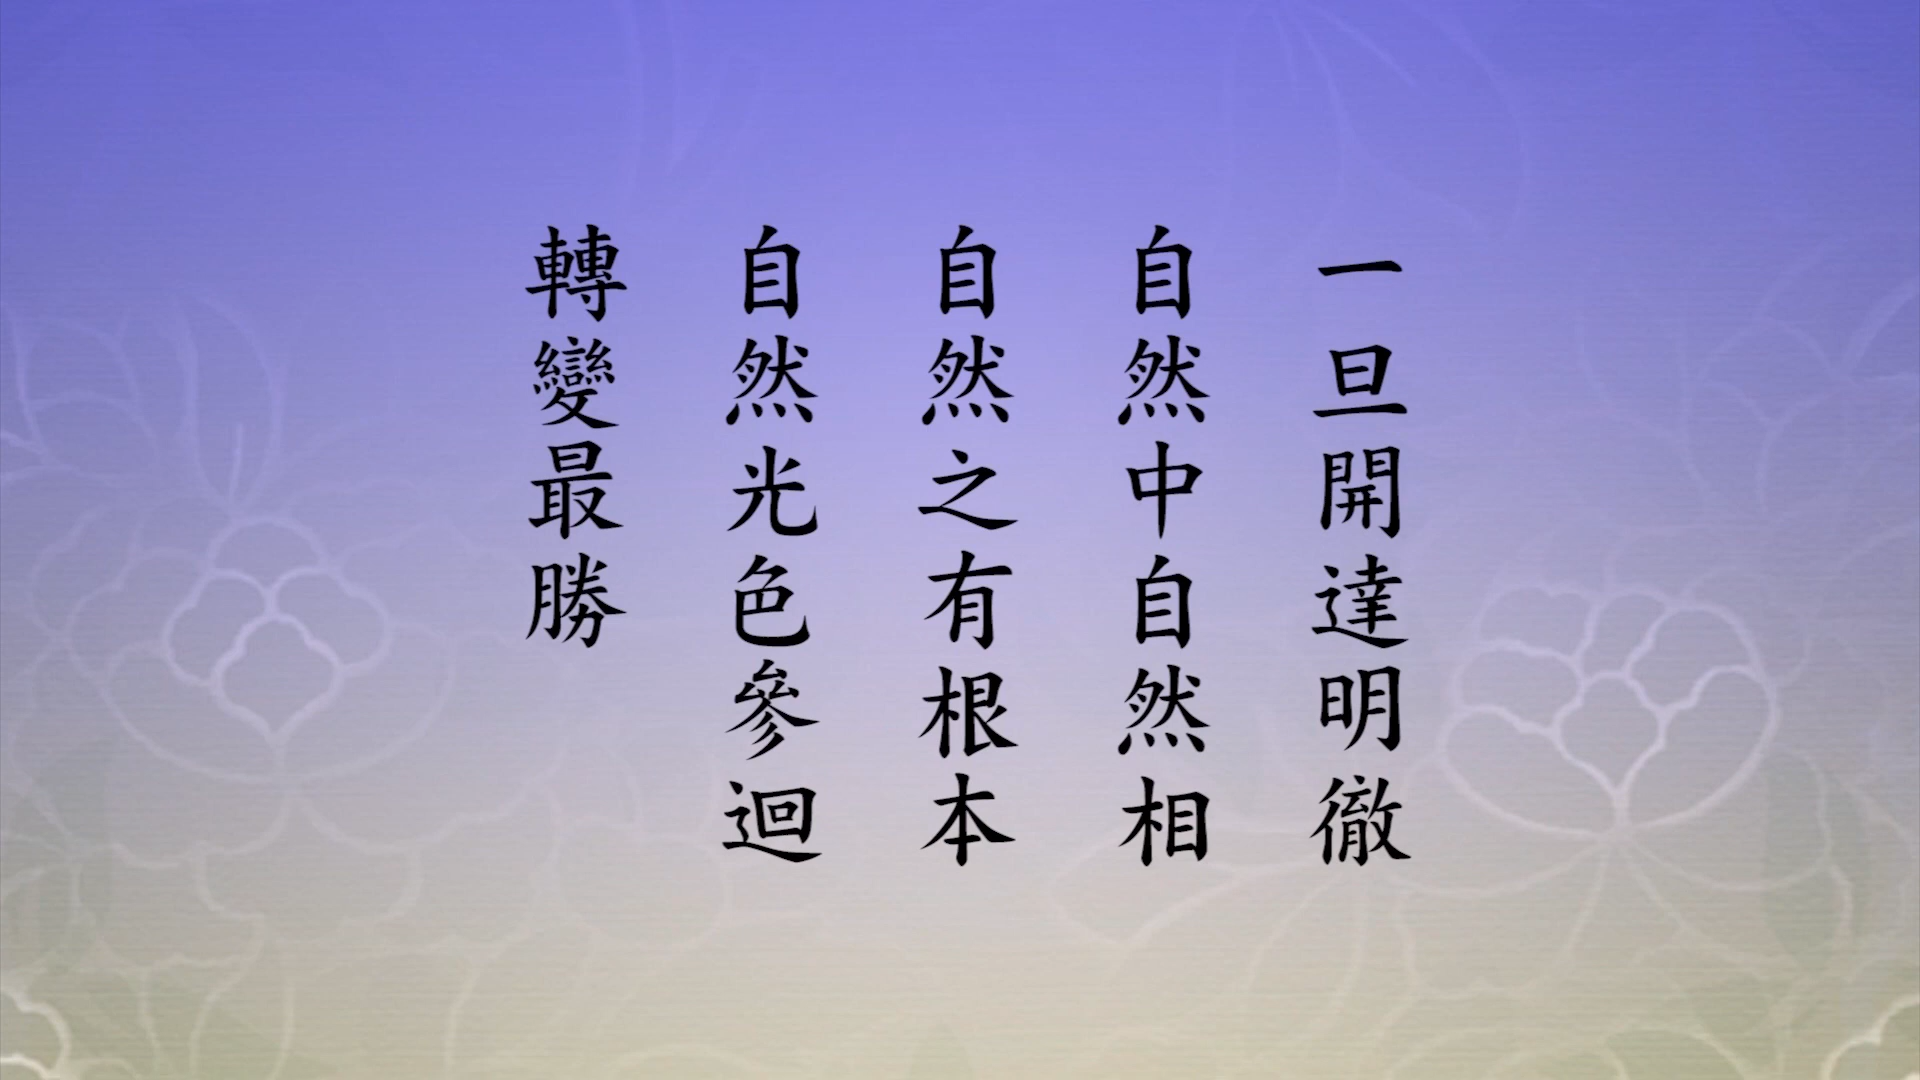 一旦開達明徹
自然中自然相
自然之有根本
自然光色參迴
轉變最勝